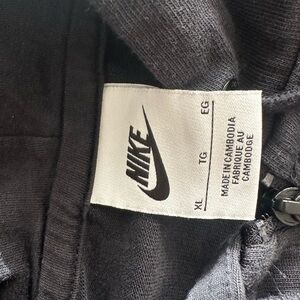 NIKE
XL TG EG
MADE IN CAMBODIA
FABRIQUE AU
CAMBODGE